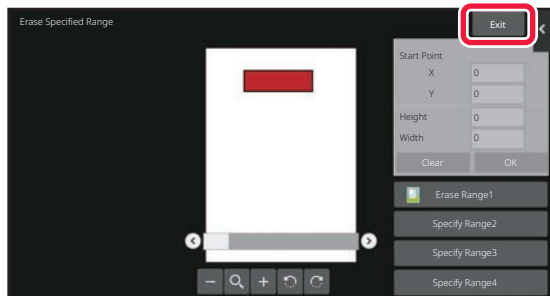 Erase Specified Range
Exit
Start Point
X 0
Y 0
Height 0
Width 0
Clear OK
Erase Range1
Specify Range2
Specify Range3
Specify Range4